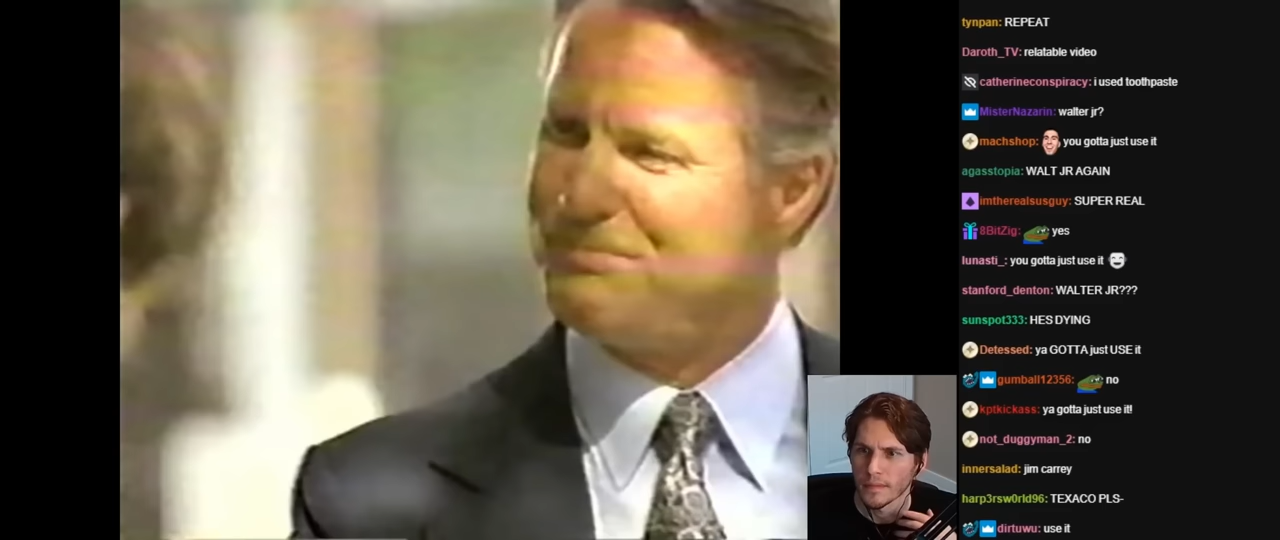 tynpan: REPEAT
Daroth_TV: relatable video
catherineconspiracy: i used toothpaste
MisterNazarin: walter jr?
machshop: you gotta just use it
agasstopia: WALT JR AGAIN
imtherealsusguy: SUPER REAL
8BitZig: yes
lunasti_: you gotta just use it
stanford_denton: WALTER JR???
sunspot333: HES DYING
Detessed: ya GOTTA just USE it
gumball12356: no
kptkickass: ya gotta just use it!
not_duggyman_2: no
innersalad: jim carrey
harp3rsw0rld96: TEXACO PLS-
dirtuwu: use it